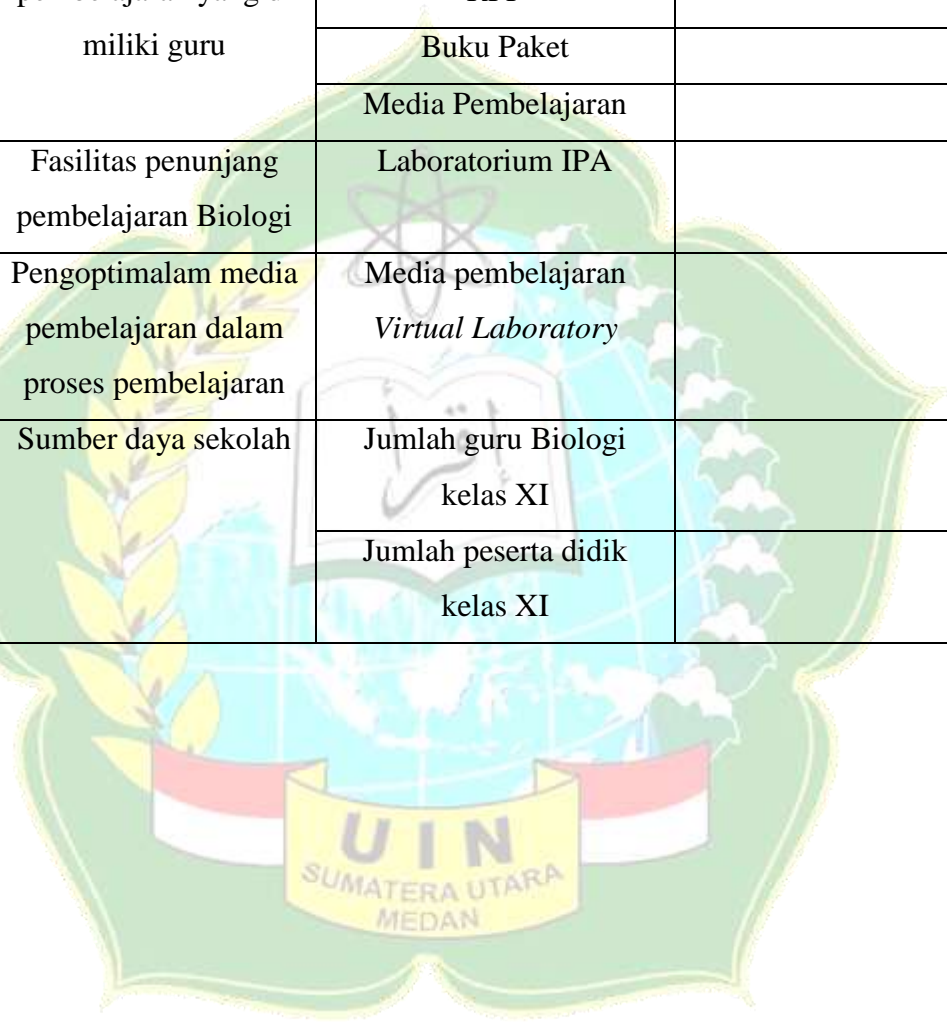 miliki guru
Buku Paket
Media Pembelajaran
Fasilitas penunjang
pembelajaran Biologi
Laboratorium IPA
Pengoptimalam media
pembelajaran dalam
proses pembelajaran
Media pembelajaran
Virtual Laboratory
Sumber daya sekolah
Jumlah guru Biologi
kelas XI
Jumlah peserta didik
kelas XI
اقرأ
UIN
SUMATERA UTARA
MEDAN